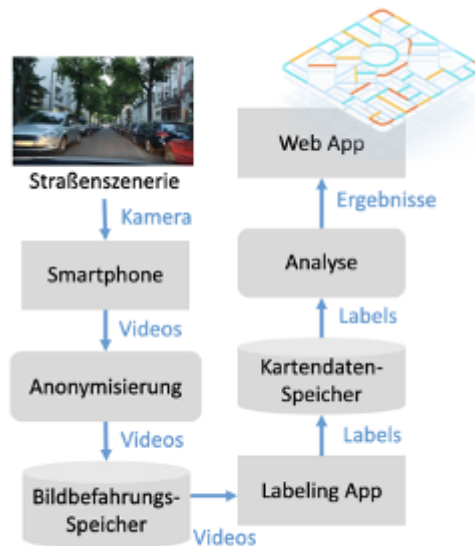 Straßenszenerie
Kamera
Smartphone
Videos
Anonymisierung
Videos
Bildbefahrungs-
Speicher
Videos
Labeling App
Labels
Kartendaten-
Speicher
Labels
Analyse
Ergebnisse
Web App